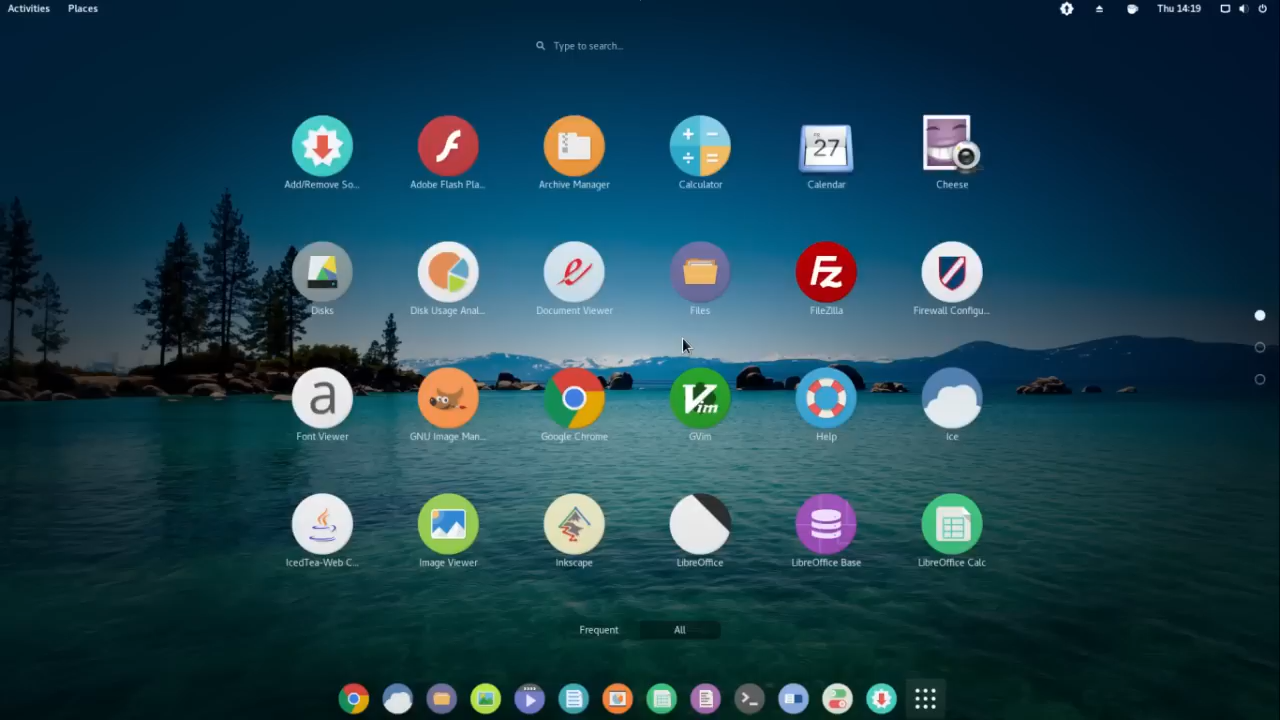 Activities Places Thu 14:19
Type to search...
Add/Remove So... Adobe Flash Pla... Archive Manager Calculator Calendar Cheese
27
Disks Disk Usage Anal... Document Viewer Files FileZilla Firewall Configu...
Fz
a
Vim
Font Viewer GNU Image Man... Google Chrome GVim Help Ice
IcedTea-Web C... Image Viewer Inkscape LibreOffice LibreOffice Base LibreOffice Calc
Frequent All